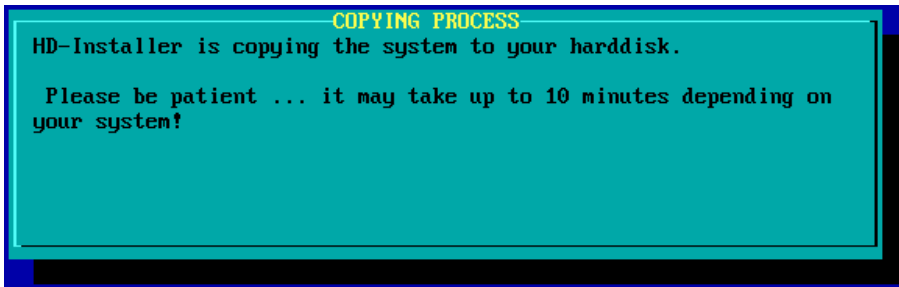 COPYING PROCESS
HD-Installer is copying the system to your harddisk.
Please be patient ... it may take up to 10 minutes depending on
your system!